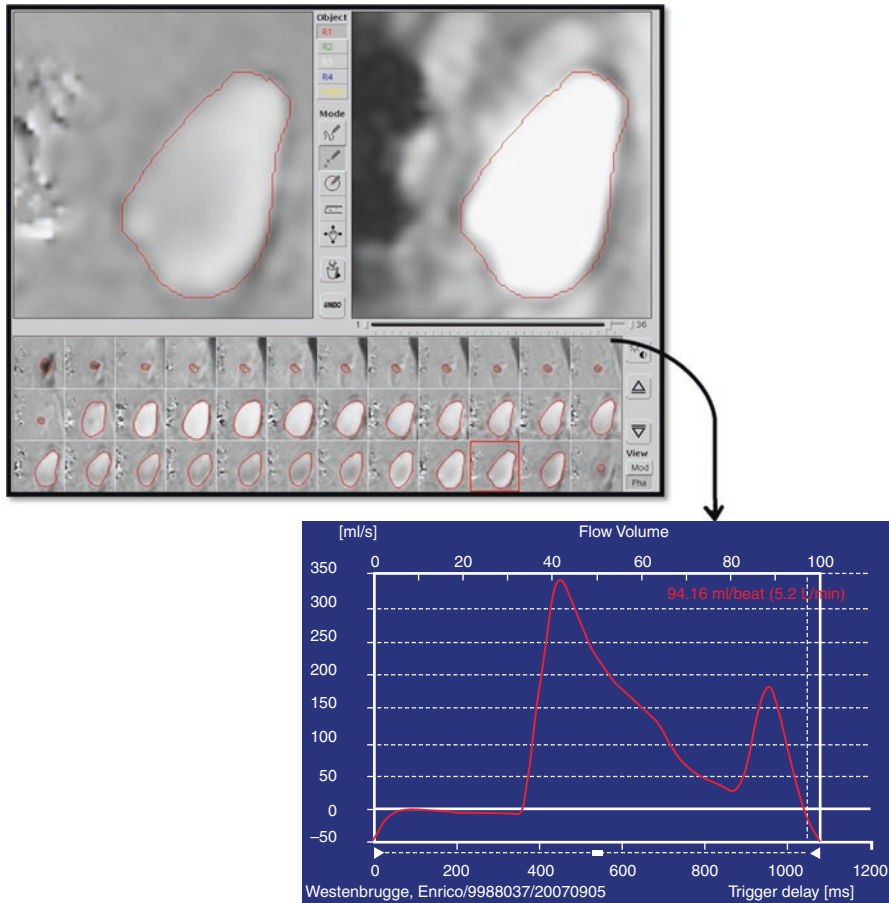 Object
R1
R2
R4
Mode
UNDO
1 36
View
Mod
Pha
[ml/s] Flow Volume
0 20 40 60 80 100
350
94.16 ml/beat (5.2 L/min)
300
250
200
150
100
50
0
–50
0 200 400 600 800 1000 1200
Westenbrugge, Enrico/9988037/20070905 Trigger delay [ms]